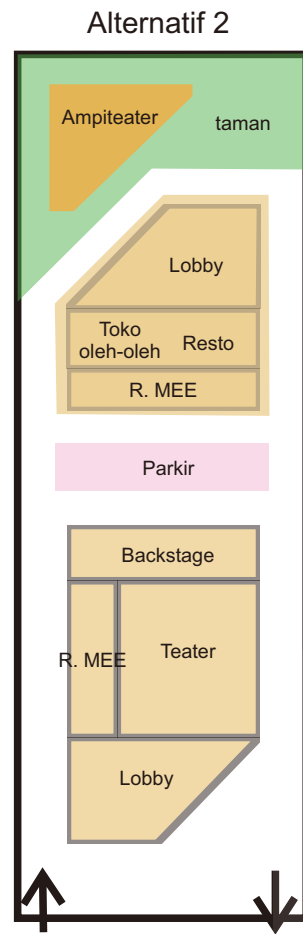 Alternatif 2
Ampiteater
taman
Lobby
Toko
oleh-oleh
Resto
R. MEE
Parkir
Backstage
R. MEE
Teater
Lobby